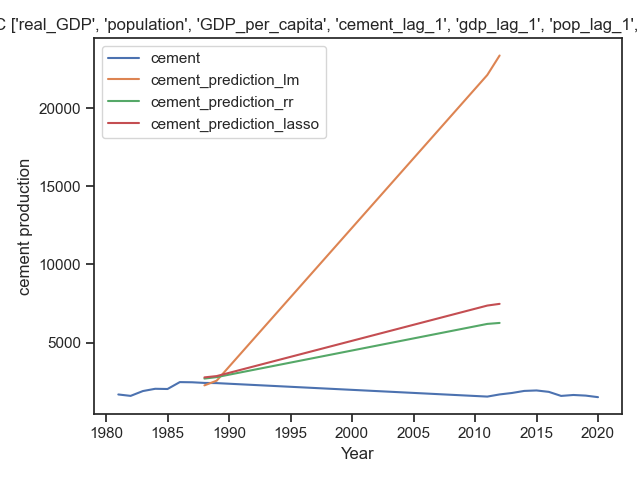 C ['real_GDP', 'population', 'GDP_per_capita', 'cement_lag_1', 'gdp_lag_1', 'pop_lag_1',
cement
cement_prediction_lm
cement_prediction_rr
cement_prediction_lasso
20000
15000
10000
5000
cement production
1980 1985 1990 1995 2000 2005 2010 2015 2020
Year